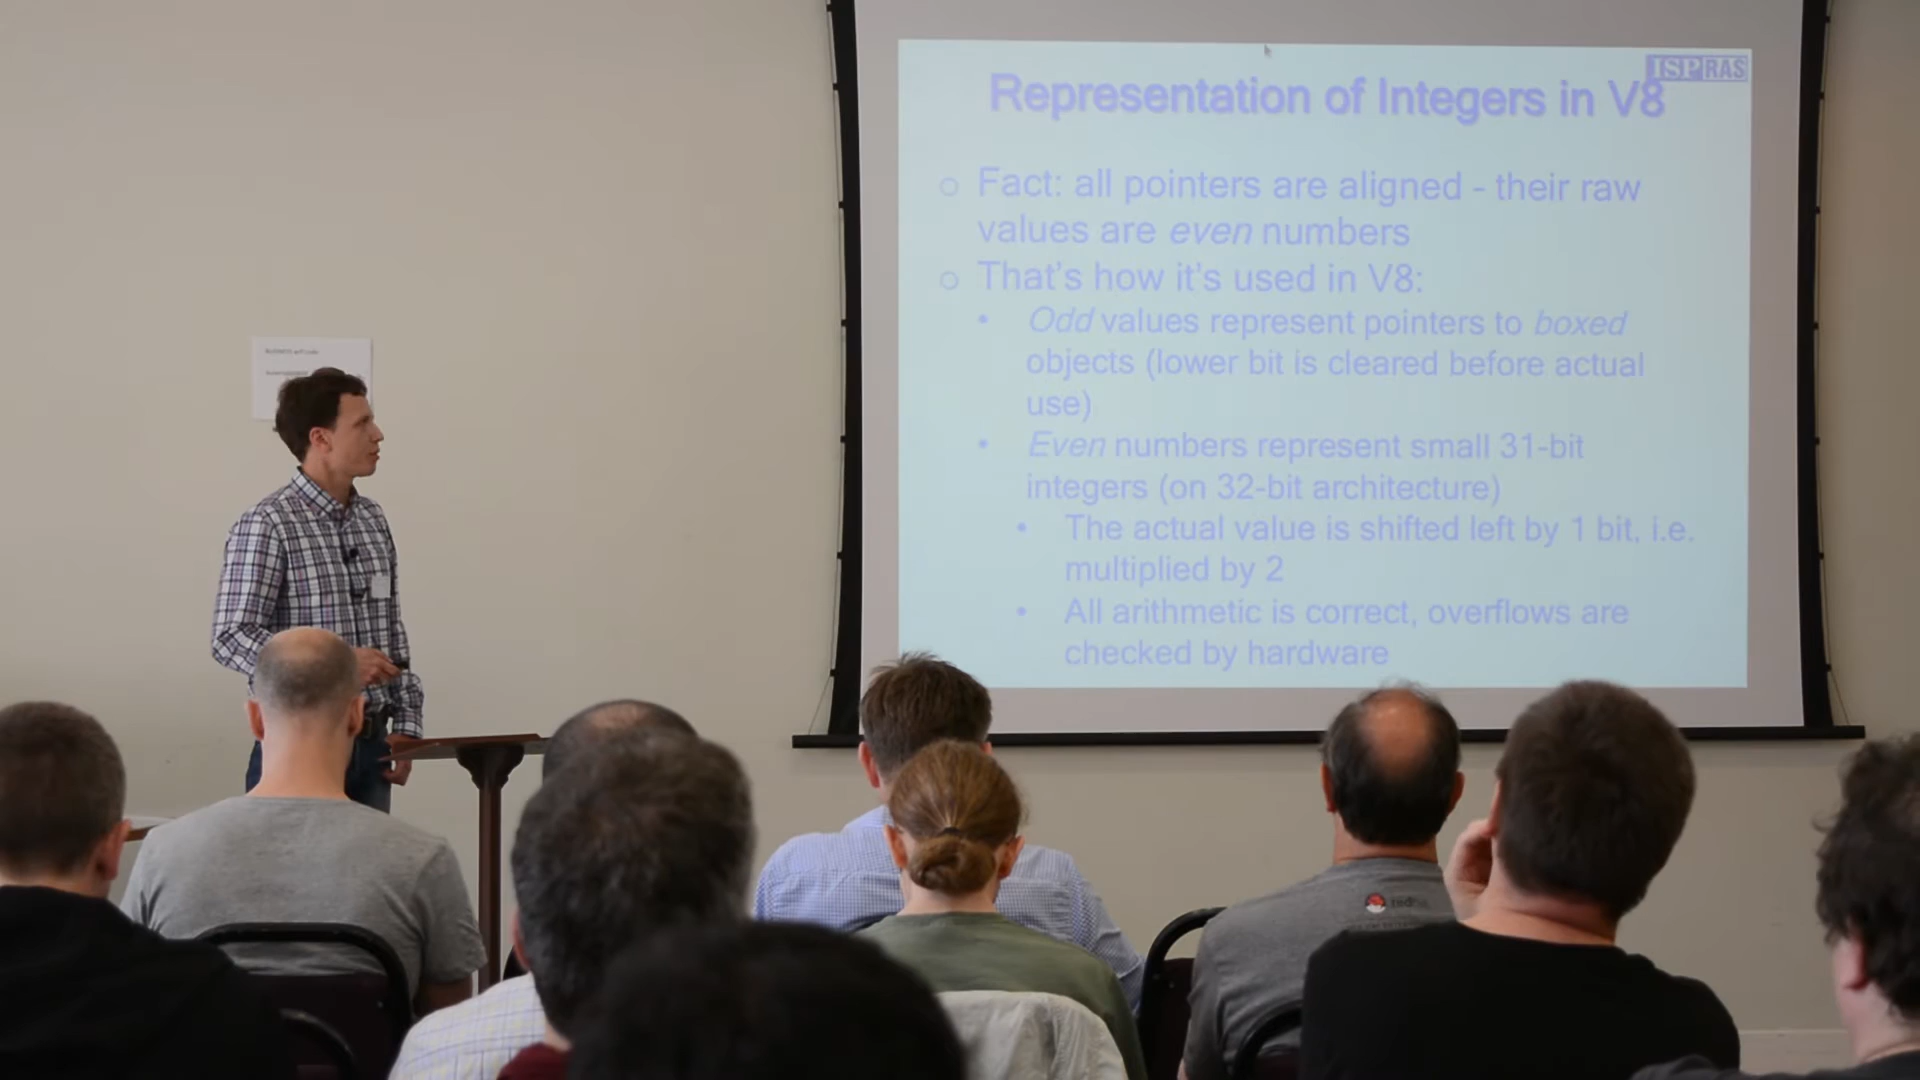 ISP RAS
Representation of Integers in V8
Fact: all pointers are aligned - their raw
values are even numbers
That's how it's used in V8:
Odd values represent pointers to boxed
objects (lower bit is cleared before actual
use)
Even numbers represent small 31-bit
integers (on 32-bit architecture)
The actual value is shifted left by 1 bit, i.e.
multiplied by 2
All arithmetic is correct, overflows are
checked by hardware